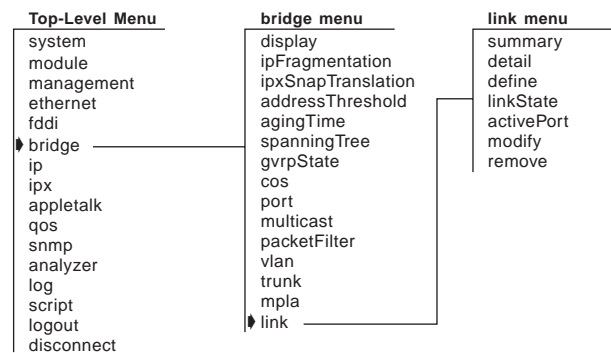 Top-Level Menu
system
module
management
ethernet
fddi
bridge
ip
ipx
appletalk
qos
snmp
analyzer
log
script
logout
disconnect
bridge menu
display
ipFragmentation
ipxSnapTranslation
addressThreshold
agingTime
spanningTree
gvrpState
cos
port
multicast
packetFilter
vlan
trunk
mpla
link
link menu
summary
detail
define
linkState
activePort
modify
remove